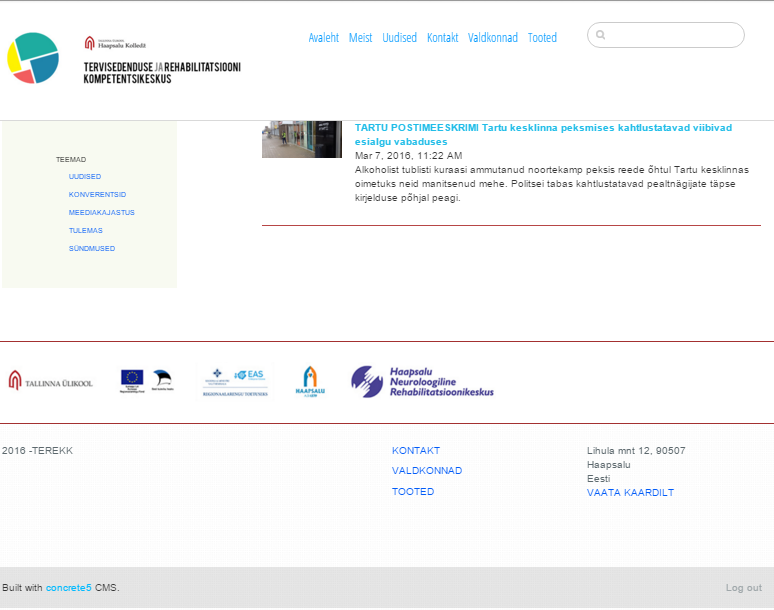 Avaleht Meist Uudised Kontakt Valdkonnad Tooted
Haapsalu Kolledž
TERVISEDENDUSE JA REHABILITATSIOONI
KOMPETENTSIKESKUS
TARTU POSTIMEESKRIMI Tartu kesklinna peksmises kahtlustatavad viibivad
esialgu vabaduses
Mar 7, 2016, 11:22 AM
Alkoholist tublisti kuraasi ammutanud noortekamp peksis reede õhtul Tartu kesklinnas
oimetuks neid manitsenud mehe. Politsei tabas kahtlustatavad pealtnägijate täpse
kirjelduse põhjal peagi.
TEEMAD
UUDISED
KONVERENTSID
MEEDIAKAJASTUS
TULEMAS
SÜNDMUSED
TALLINNA ÜLIKOOL
EAS
REGIONAALARENGU TOETUSEKS
HAAPSALU
Haapsalu
Neuroloogiline
Rehabilitatsioonikeskus
2016 -TEREKK
KONTAKT
VALDKONNAD
TOOTED
Lihula mnt 12, 90507
Haapsalu
Eesti
VAATA KAARDILT
Built with concrete5 CMS.
Log out